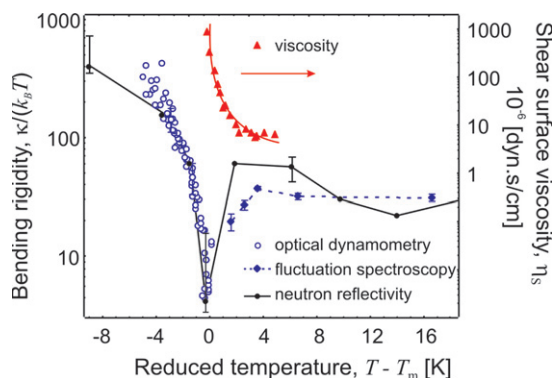 Bending rigidity, κ/(k_BT)
1000
100
10
viscosity
optical dynamometry
fluctuation spectroscopy
neutron reflectivity
-8
-4
0
4
8
12
16
Reduced temperature, T - T_m [K]
1000
100
10
1
Shear surface viscosity, η_S
10^-6 [dyn.s/cm]